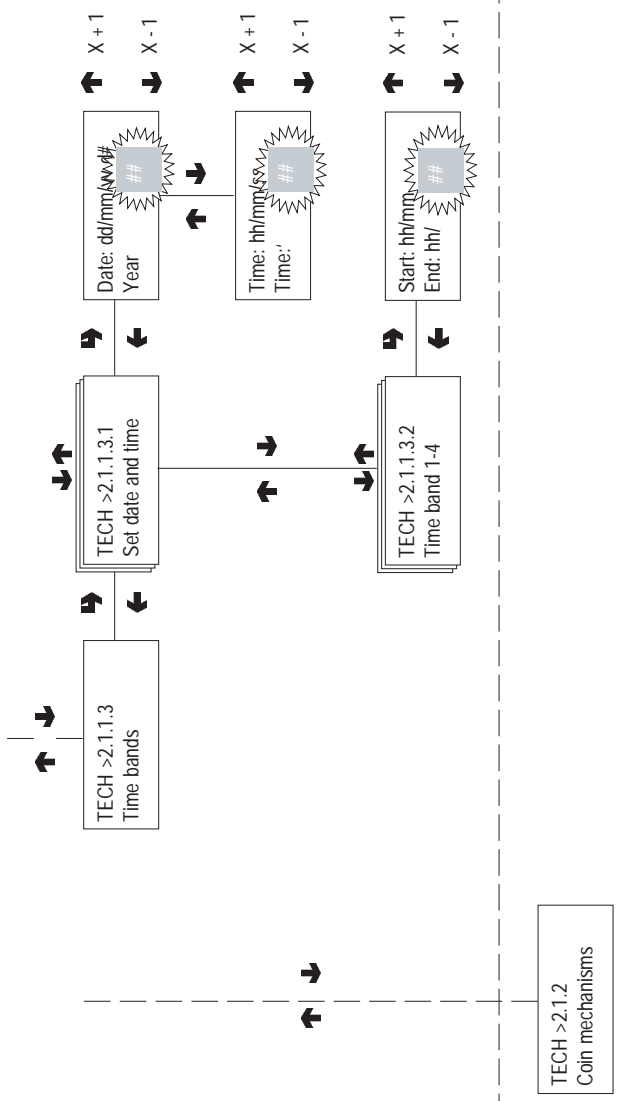 TECH >2.1.1.3
Time bands
TECH >2.1.1.3.1
Set date and time
Date: dd/mm/yy d#
Year
##
X + 1
X - 1
Time: hh/mm/ss
Time:
##
X + 1
X - 1
TECH >2.1.1.3.2
Time band 1-4
Start: hh/mm
End: hh/
##
X + 1
X - 1
TECH >2.1.2
Coin mechanisms